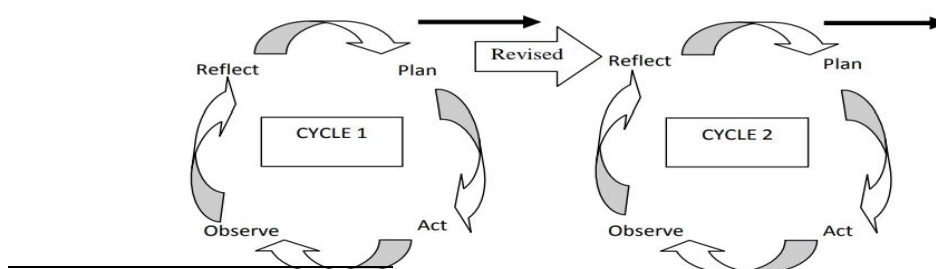 Reflect
Plan
CYCLE 1
Observe
Act
Revised
Reflect
Plan
CYCLE 2
Observe
Act